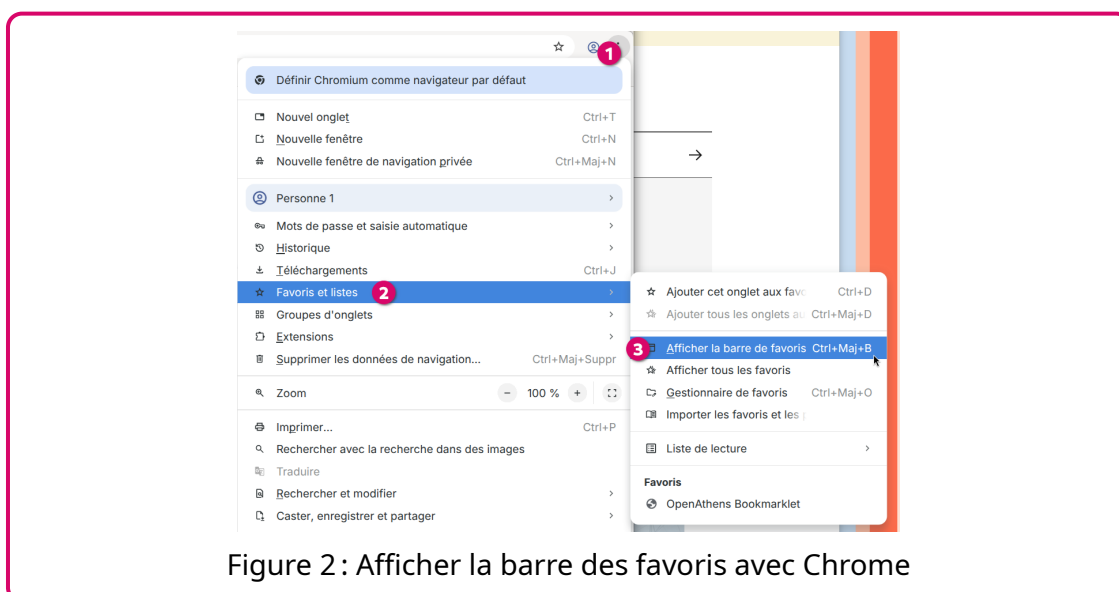 1
Définir Chromium comme navigateur par défaut
Nouvel onglet Ctrl+T
Nouvelle fenêtre Ctrl+N
Nouvelle fenêtre de navigation privée Ctrl+Maj+N
Personne 1
Mots de passe et saisie automatique
Historique
Téléchargements Ctrl+J
Favoris et listes 2
Groupes d'onglets
Extensions
Supprimer les données de navigation... Ctrl+Maj+Suppr
Zoom - 100 % +
Imprimer... Ctrl+P
Rechercher avec la recherche dans des images
Traduire
Rechercher et modifier
Caster, enregistrer et partager
Ajouter cet onglet aux favo Ctrl+D
Ajouter tous les onglets au Ctrl+Maj+D
3 Afficher la barre de favoris Ctrl+Maj+B
Afficher tous les favoris
Gestionnaire de favoris Ctrl+Maj+O
Importer les favoris et les
Liste de lecture
Favoris
OpenAthens Bookmarklet
Figure 2 : Afficher la barre des favoris avec Chrome